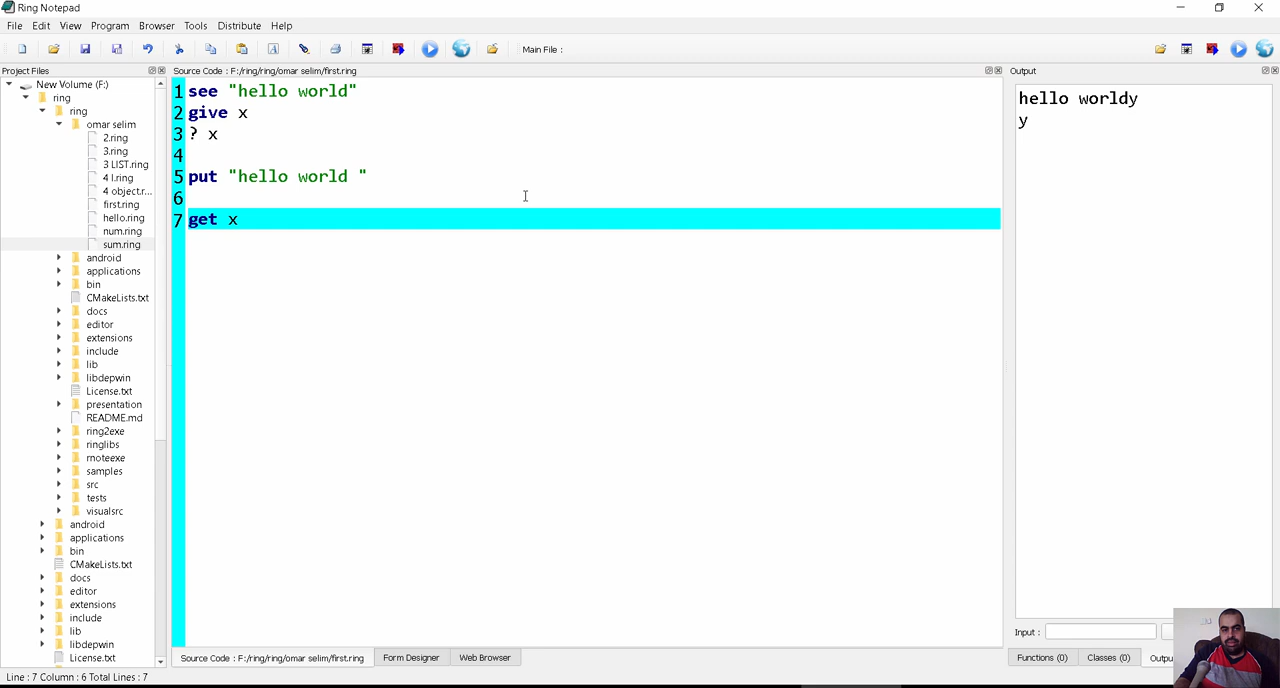 Ring Notepad
File Edit View Program Browser Tools Distribute Help
Main File :
Project Files
New Volume (F:)
ring
ring
omar selim
2.ring
3.ring
3 LIST.ring
4 l.ring
4 object.r...
first.ring
hello.ring
num.ring
sum.ring
android
applications
bin
CMakeLists.txt
docs
editor
extensions
include
lib
libdepwin
License.txt
presentation
README.md
ring2exe
ringlibs
rnoteexe
samples
src
tests
visualsrc
android
applications
bin
CMakeLists.txt
docs
editor
extensions
include
lib
libdepwin
License.txt
Source Code : F:/ring/ring/omar selim/first.ring
1 see "hello world"
2 give x
3 ? x
4
5 put "hello world "
6
7 get x
Source Code : F:/ring/ring/omar selim/first.ring Form Designer Web Browser
Output
hello worldy
y
Input :
Functions (0) Classes (0) Outpu
Line : 7 Column : 6 Total Lines : 7